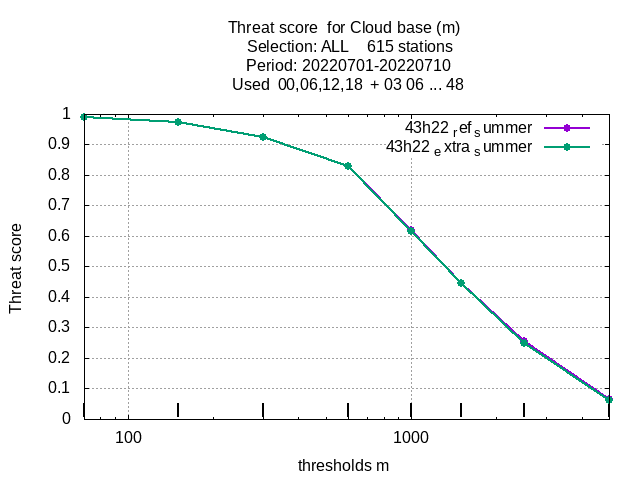 Threat score for Cloud base (m)
Selection: ALL 615 stations
Period: 20220701-20220710
Used 00,06,12,18 + 03 06 ... 48
43h22 ref summer
43h22 extra summer
1
0.9
0.8
0.7
0.6
0.5
0.4
0.3
0.2
0.1
0
Threat score
100 1000
thresholds m